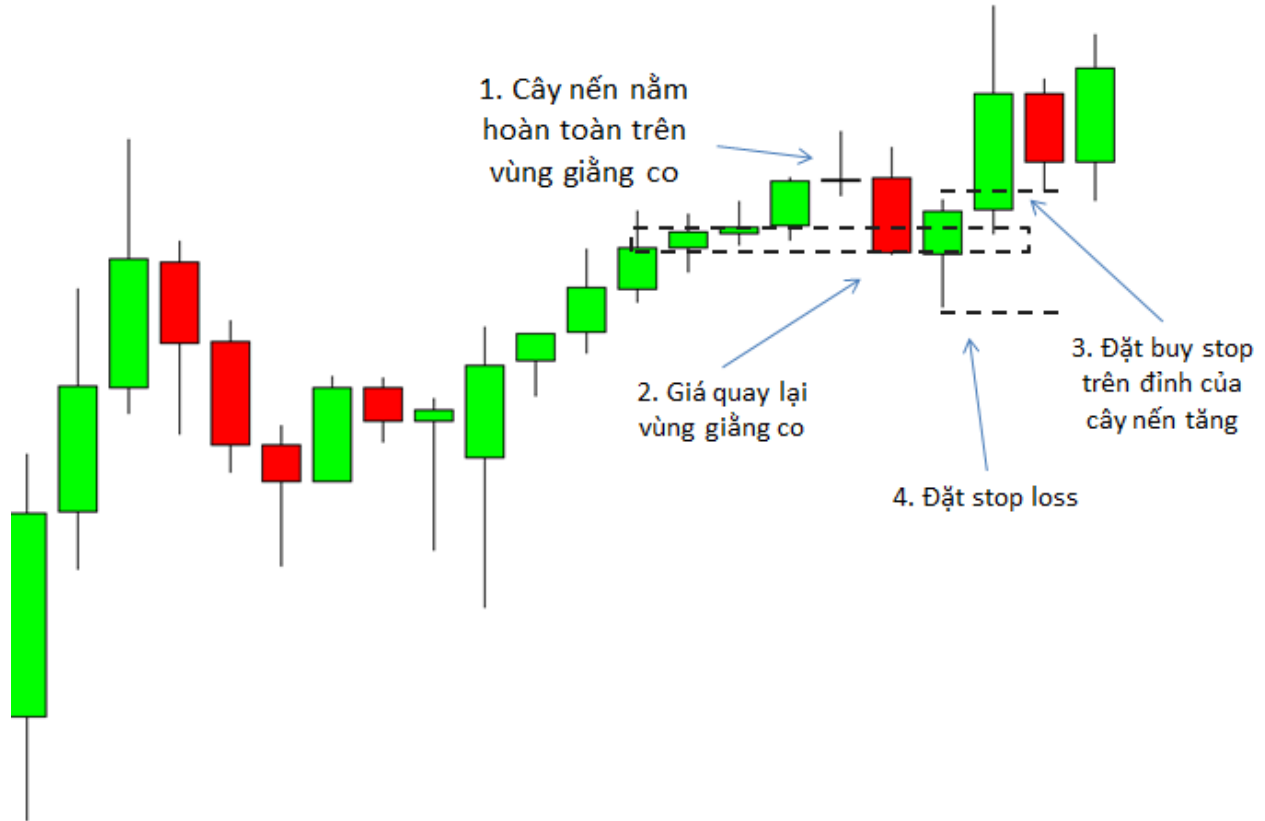 1. Cây nến nằm
hoàn toàn trên
vùng giằng co
2. Giá quay lại
vùng giằng co
3. Đặt buy stop
trên đỉnh của
cây nến tăng
4. Đặt stop loss